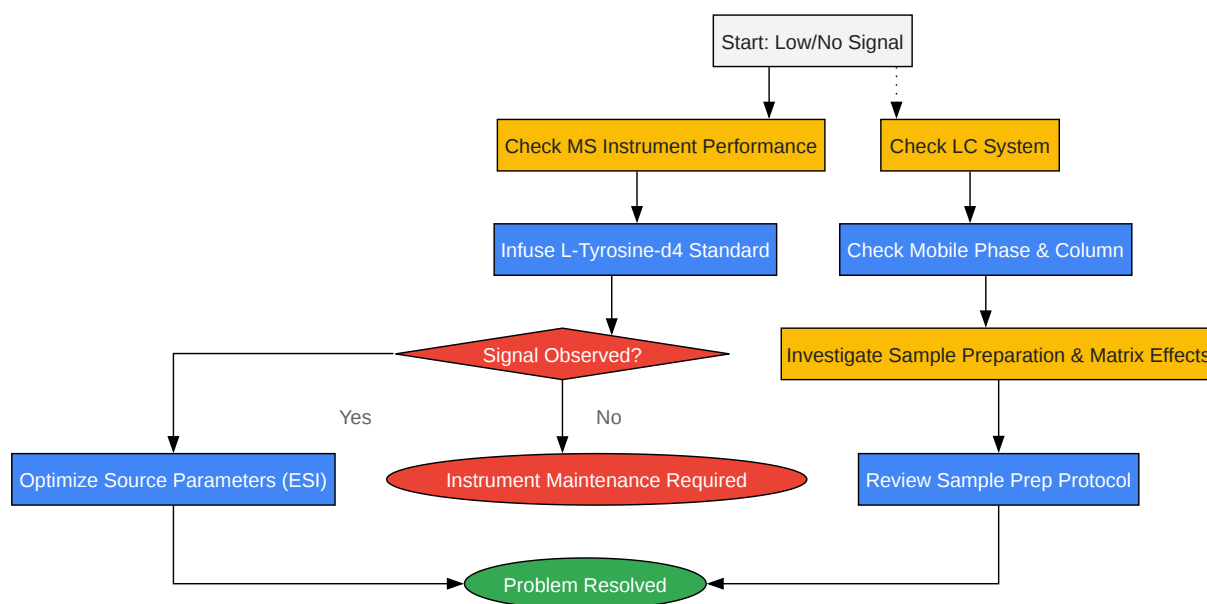 Start: Low/No Signal
Check MS Instrument Performance
Check LC System
Infuse L-Tyrosine-d4 Standard
Check Mobile Phase & Column
Signal Observed?
Investigate Sample Preparation & Matrix Effects
Yes
No
Optimize Source Parameters (ESI)
Instrument Maintenance Required
Review Sample Prep Protocol
Problem Resolved